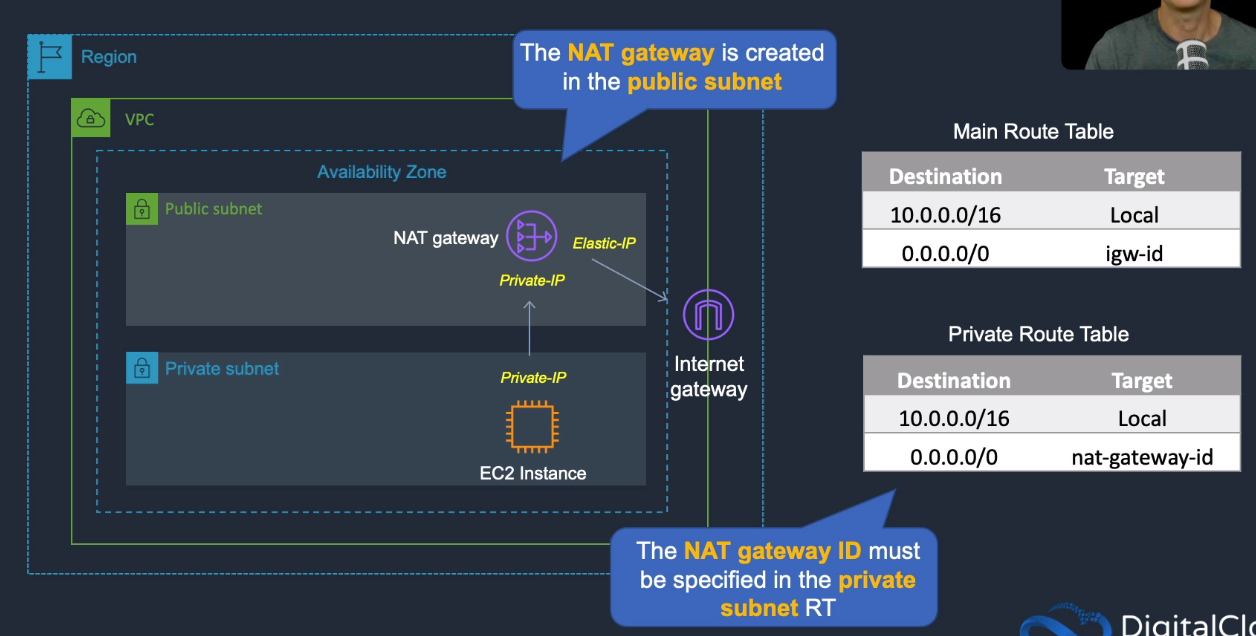 Region
The NAT gateway is created
in the public subnet
VPC
Availability Zone
Public subnet
NAT gateway
Elastic-IP
Private-IP
Private subnet
Private-IP
EC2 Instance
Internet
gateway
Main Route Table
Destination Target
10.0.0.0/16 Local
0.0.0.0/0 igw-id
Private Route Table
Destination Target
10.0.0.0/16 Local
0.0.0.0/0 nat-gateway-id
The NAT gateway ID must
be specified in the private
subnet RT
DigitalClo